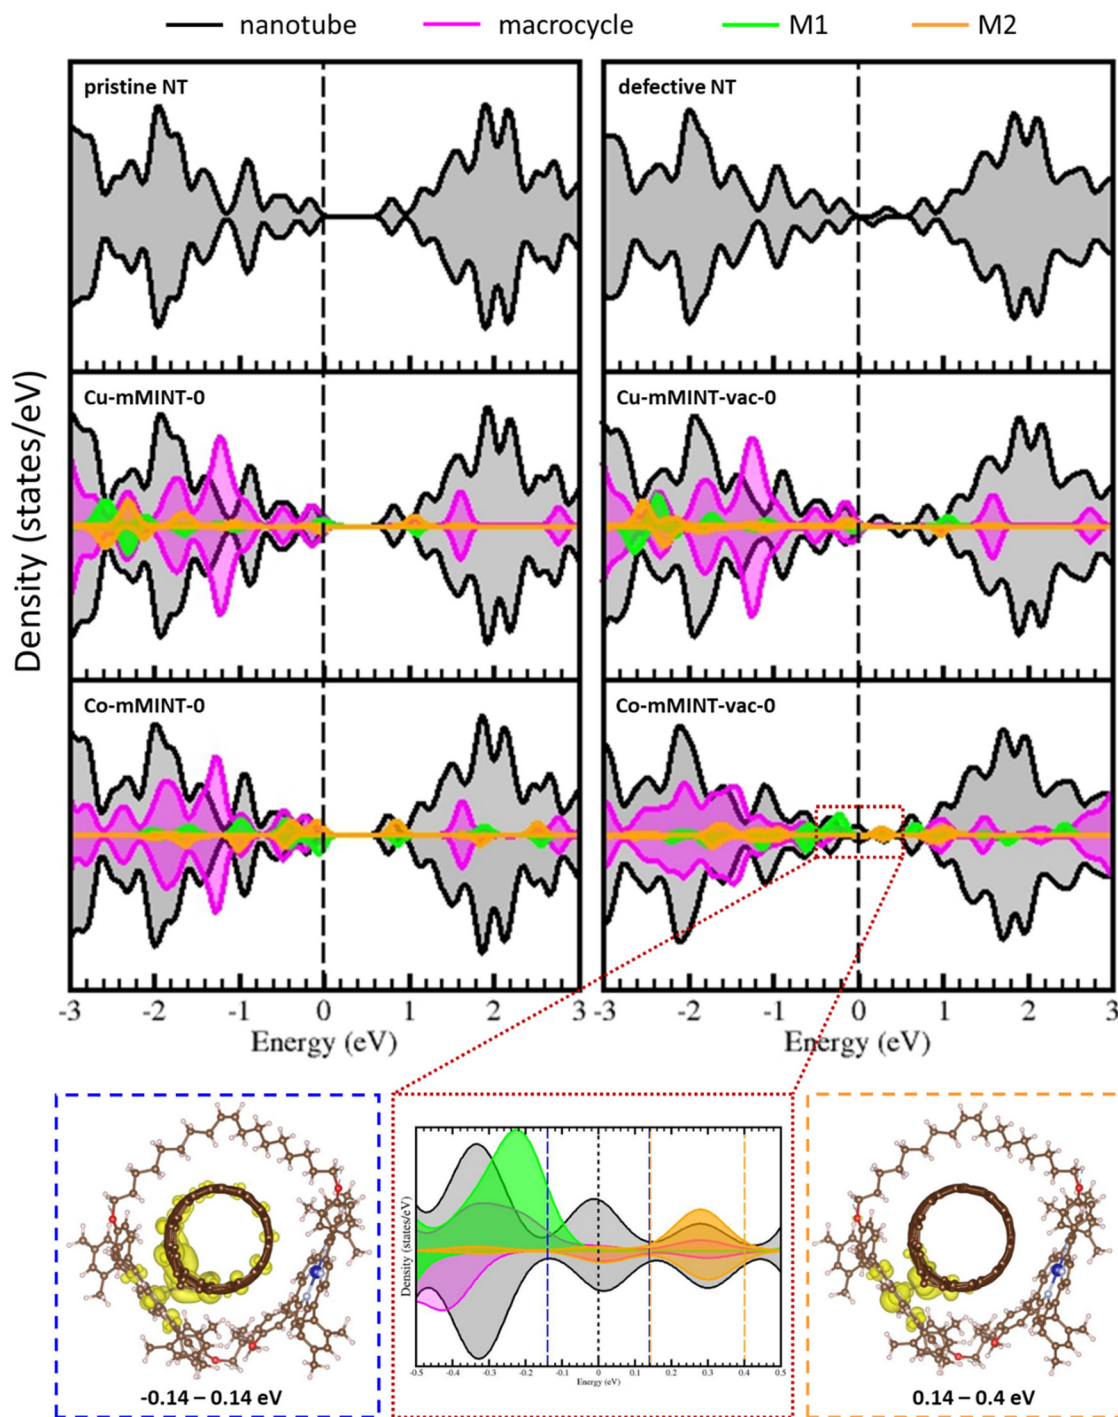 nanotube macrocycle M1 M2
pristine NT defective NT
Cu-mMINT-0 Cu-mMINT-vac-0
Density (states/eV)
Co-mMINT-0 Co-mMINT-vac-0
-3 -2 -1 0 1 2 3 -3 -2 -1 0 1 2 3
Energy (eV) Energy (eV)
Density (states/eV)
-0.5 -0.4 -0.3 -0.2 -0.1 0 0.1 0.2 0.3 0.4 0.5
Energy (eV)
-0.14 – 0.14 eV 0.14 – 0.4 eV